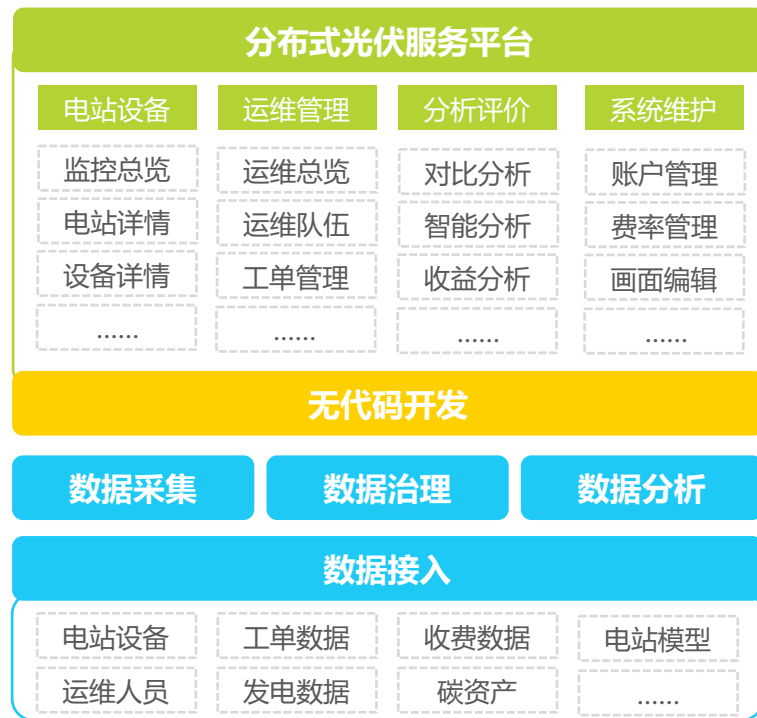 分布式光伏服务平台
电站设备 运维管理 分析评价 系统维护
监控总览 运维总览 对比分析 账户管理
电站详情 运维队伍 智能分析 费率管理
设备详情 工单管理 收益分析 画面编辑
...... ...... ...... ......
无代码开发
数据采集 数据治理 数据分析
数据接入
电站设备 工单数据 收费数据 电站模型
运维人员 发电数据 碳资产 ......